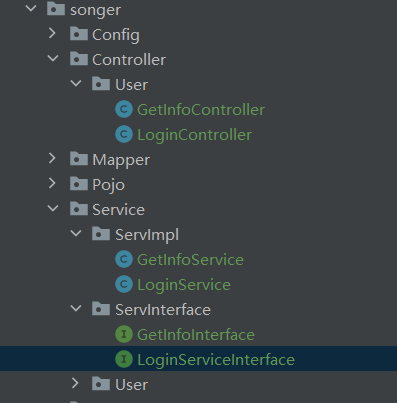 songer
Config
Controller
User
GetInfoController
LoginController
Mapper
Pojo
Service
ServImpl
GetInfoService
LoginService
ServInterface
GetInfoInterface
LoginServiceInterface
User